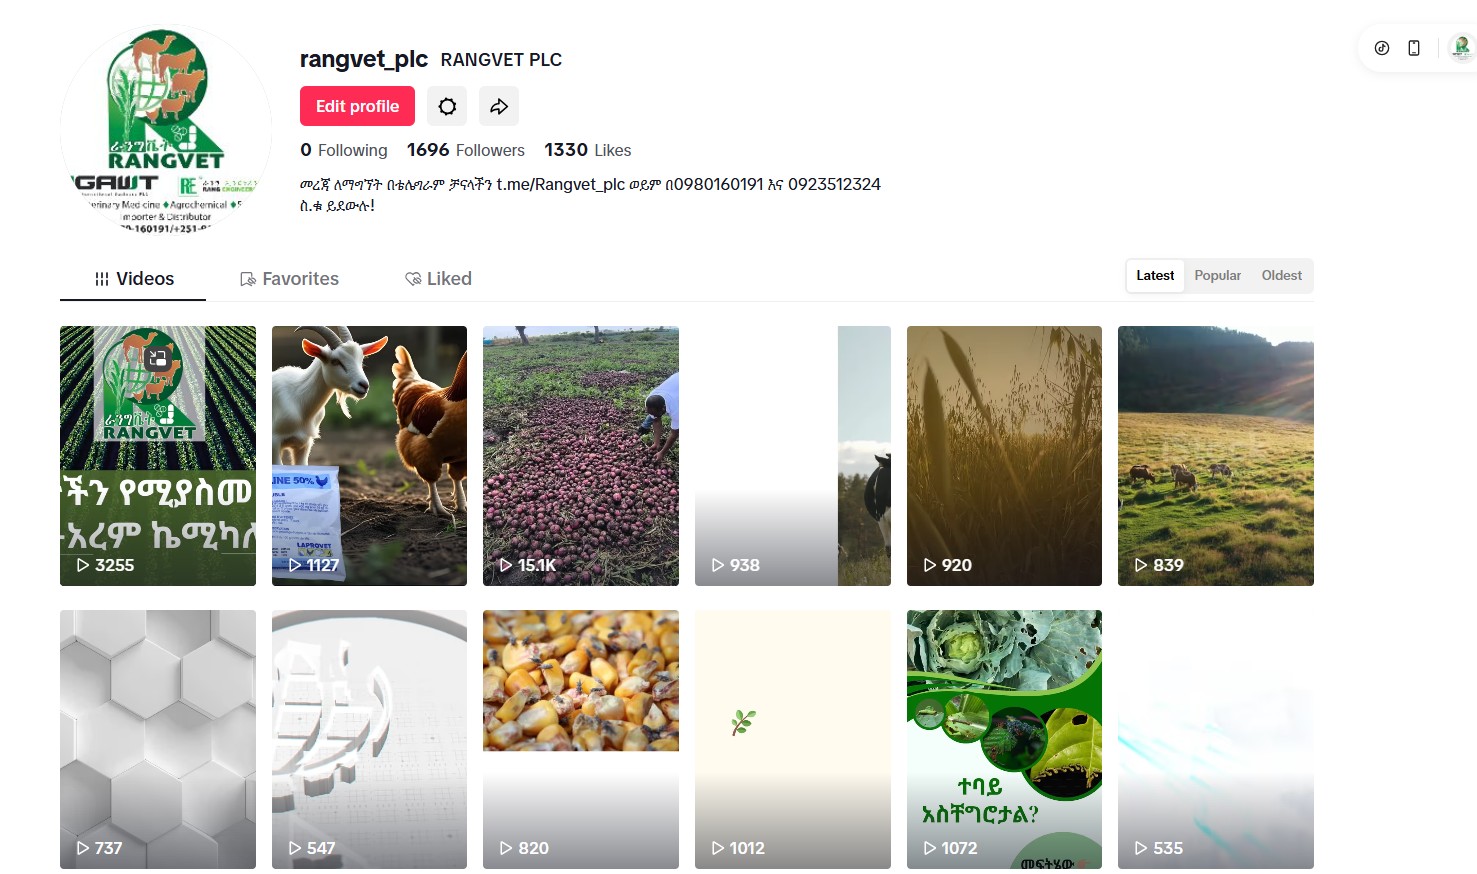 rangvet_plc RANGVET PLC
Edit profile
0 Following 1696 Followers 1330 Likes
መረጃ ለማግኘት በቴሌግራም ቻናላችን t.me/Rangvet_plc ወይም በ0980160191 እና 0923512324
ስ.ቁ ይደውሉ!
ራንግቬት
RANGVET
Videos Favorites Liked
Latest Popular Oldest
ራንግቬት
RANGVET
ችን የሚያስመ
አረም ኬሚካ
3255
INE 50%
LAPROVET
1127
15.1K
938
920
839
737
547
820
1012
ተባይ
አስቸግሮታል?
መፍትሄው
1072
535